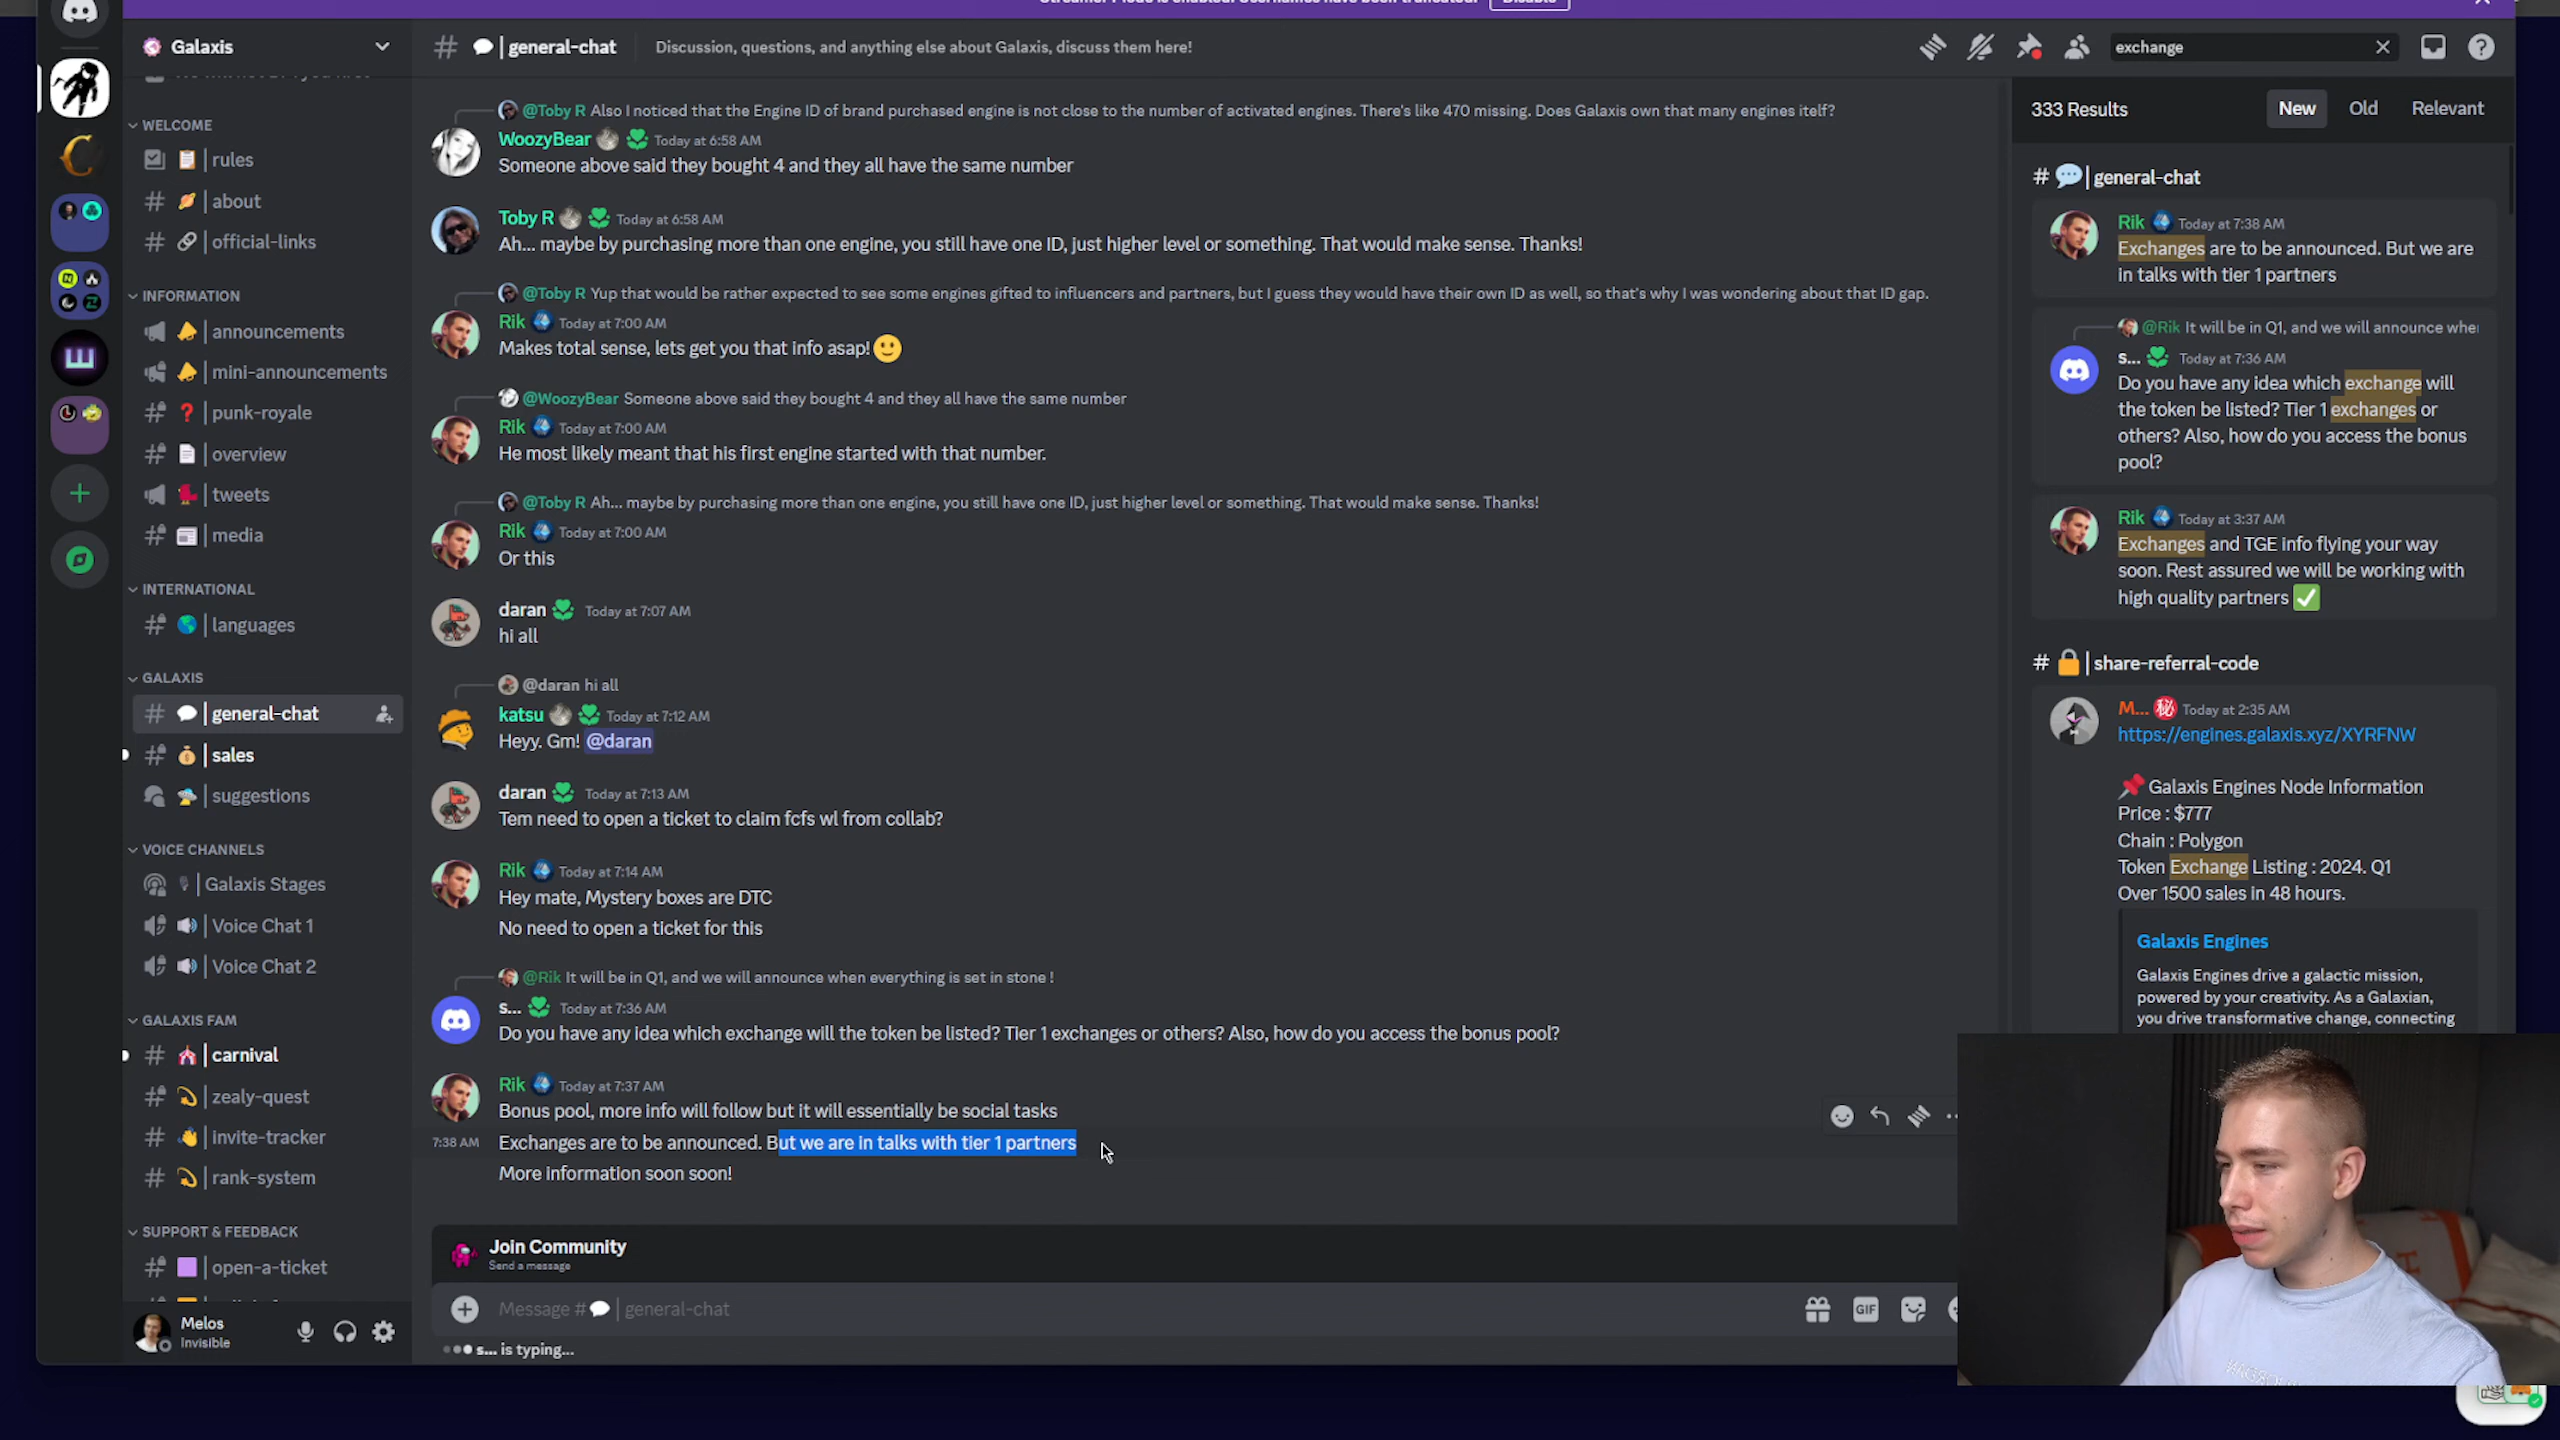 Galaxis
WELCOME
rules
about
official-links
INFORMATION
announcements
mini-announcements
punk-royale
overview
tweets
media
INTERNATIONAL
languages
GALAXIS
general-chat
sales
suggestions
VOICE CHANNELS
Galaxis Stages
Voice Chat 1
Voice Chat 2
GALAXIS FAM
carnival
zealy-quest
invite-tracker
rank-system
SUPPORT & FEEDBACK
open-a-ticket
Melos
Invisible
general-chat Discussion, questions, and anything else about Galaxis, discuss them here!
@Toby R Also I noticed that the Engine ID of brand purchased engine is not close to the number of activated engines. There's like 470 missing. Does Galaxis own that many engines itelf?
WoozyBear Today at 6:58 AM
Someone above said they bought 4 and they all have the same number
Toby R Today at 6:58 AM
Ah... maybe by purchasing more than one engine, you still have one ID, just higher level or something. That would make sense. Thanks!
@Toby R Yup that would be rather expected to see some engines gifted to influencers and partners, but I guess they would have their own ID as well, so that's why I was wondering about that ID gap.
Rik Today at 7:00 AM
Makes total sense, lets get you that info asap! 🙂
@WoozyBear Someone above said they bought 4 and they all have the same number
Rik Today at 7:00 AM
He most likely meant that his first engine started with that number.
@Toby R Ah... maybe by purchasing more than one engine, you still have one ID, just higher level or something. That would make sense. Thanks!
Rik Today at 7:00 AM
Or this
daran Today at 7:07 AM
hi all
@daran hi all
katsu Today at 7:12 AM
Heyy. Gm! @daran
daran Today at 7:13 AM
Tem need to open a ticket to claim fcfs wl from collab?
Rik Today at 7:14 AM
Hey mate, Mystery boxes are DTC
No need to open a ticket for this
@Rik It will be in Q1, and we will announce when everything is set in stone !
s... Today at 7:36 AM
Do you have any idea which exchange will the token be listed? Tier 1 exchanges or others? Also, how do you access the bonus pool?
Rik Today at 7:37 AM
Bonus pool, more info will follow but it will essentially be social tasks
7:38 AM Exchanges are to be announced. But we are in talks with tier 1 partners
More information soon soon!
Join Community
Send a message
Message # general-chat
GIF
s... is typing...
exchange
333 Results New Old Relevant
# general-chat
Rik Today at 7:38 AM
Exchanges are to be announced. But we are
in talks with tier 1 partners
@Rik It will be in Q1, and we will announce
s... Today at 7:36 AM
Do you have any idea which exchange will
the token be listed? Tier 1 exchanges or
others? Also, how do you access the bonus
pool?
Rik Today at 3:37 AM
Exchanges and TGE info flying your way
soon. Rest assured we will be working with
high quality partners ✅
# share-referral-code
M... Today at 2:35 AM
https://engines.galaxis.xyz/XYRFNW
📌 Galaxis Engines Node Information
Price : $777
Chain : Polygon
Token Exchange Listing : 2024. Q1
Over 1500 sales in 48 hours.
Galaxis Engines
Galaxis Engines drive a galactic mission,
powered by your creativity. As a Galaxian,
you drive transformative change, connecting